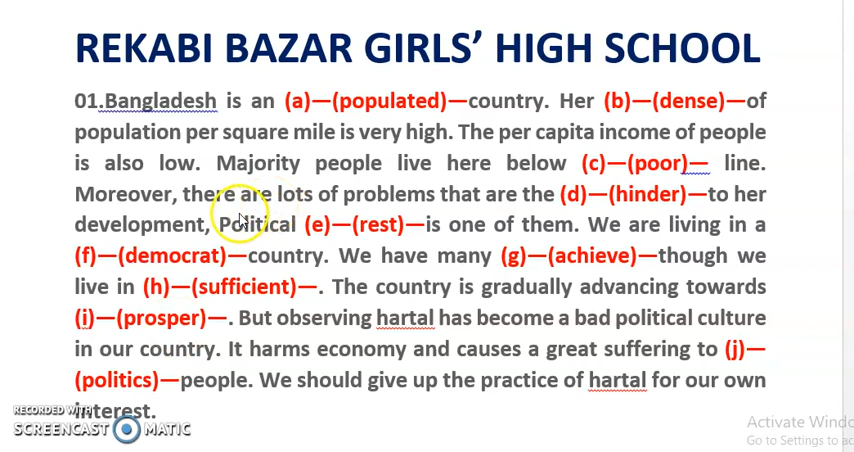 REKABI BAZAR GIRLS’ HIGH SCHOOL
01.Bangladesh is an (a)—(populated)—country. Her (b)—(dense)—of
population per square mile is very high. The per capita income of people
is also low. Majority people live here below (c)—(poor)— line.
Moreover, there are lots of problems that are the (d)—(hinder)—to her
development, Political (e)—(rest)—is one of them. We are living in a
(f)—(democrat)—country. We have many (g)—(achieve)—though we
live in (h)—(sufficient)—. The country is gradually advancing towards
(i)—(prosper)—. But observing hartal has become a bad political culture
in our country. It harms economy and causes a great suffering to (j)—
(politics)—people. We should give up the practice of hartal for our own
interest.
RECORDED WITH
SCREENCAST MATIC
Activate Windo
Go to Settings to a